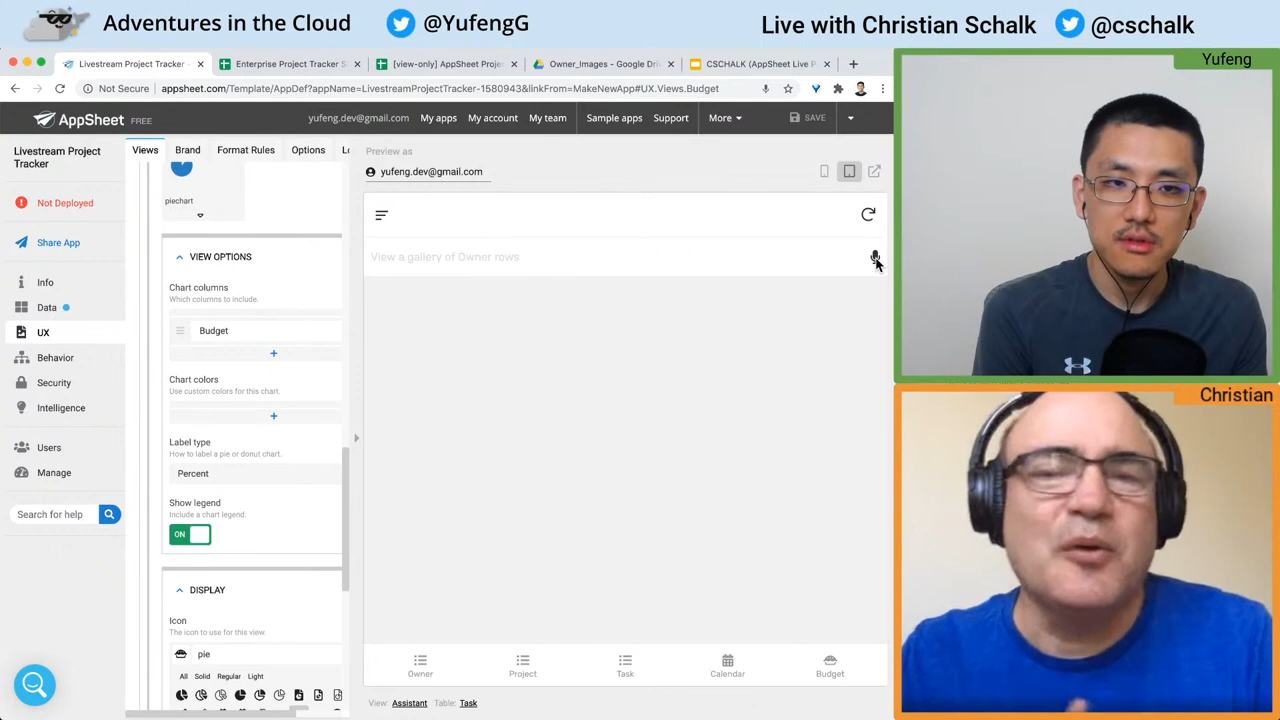 Adventures in the Cloud
@YufengG
Live with Christian Schalk
@cschalk
Livestream Project Tracker -
Enterprise Project Tracker S
[view-only] AppSheet Proje
Owner_Images - Google Dri
CSCHALK (AppSheet Live P
Not Secure
appsheet.com/Template/AppDef?appName=LivestreamProjectTracker-1580943&linkFrom=MakeNewApp#UX.Views.Budget
AppSheet FREE
yufeng.dev@gmail.com
My apps
My account
My team
Sample apps
Support
More
SAVE
Livestream Project
Tracker
Not Deployed
Share App
Info
Data
UX
Behavior
Security
Intelligence
Users
Manage
Search for help
Views
Brand
Format Rules
Options
Lo
piechart
VIEW OPTIONS
Chart columns
Which columns to include.
Budget
Chart colors
Use custom colors for this chart.
Label type
How to label a pie or donut chart.
Percent
Show legend
Include a chart legend.
ON
DISPLAY
Icon
The icon to use for this view.
pie
All Solid Regular Light
Preview as
yufeng.dev@gmail.com
View a gallery of Owner rows
Owner
Project
Task
Calendar
Budget
View: Assistant Table: Task
Yufeng
Christian